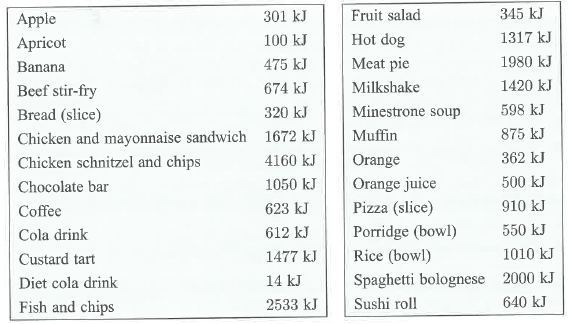 Apple 301 kJ
Apricot 100 kJ
Banana 475 kJ
Beef stir-fry 674 kJ
Bread (slice) 320 kJ
Chicken and mayonnaise sandwich 1672 kJ
Chicken schnitzel and chips 4160 kJ
Chocolate bar 1050 kJ
Coffee 623 kJ
Cola drink 612 kJ
Custard tart 1477 kJ
Diet cola drink 14 kJ
Fish and chips 2533 kJ
Fruit salad 345 kJ
Hot dog 1317 kJ
Meat pie 1980 kJ
Milkshake 1420 kJ
Minestrone soup 598 kJ
Muffin 875 kJ
Orange 362 kJ
Orange juice 500 kJ
Pizza (slice) 910 kJ
Porridge (bowl) 550 kJ
Rice (bowl) 1010 kJ
Spaghetti bolognese 2000 kJ
Sushi roll 640 kJ